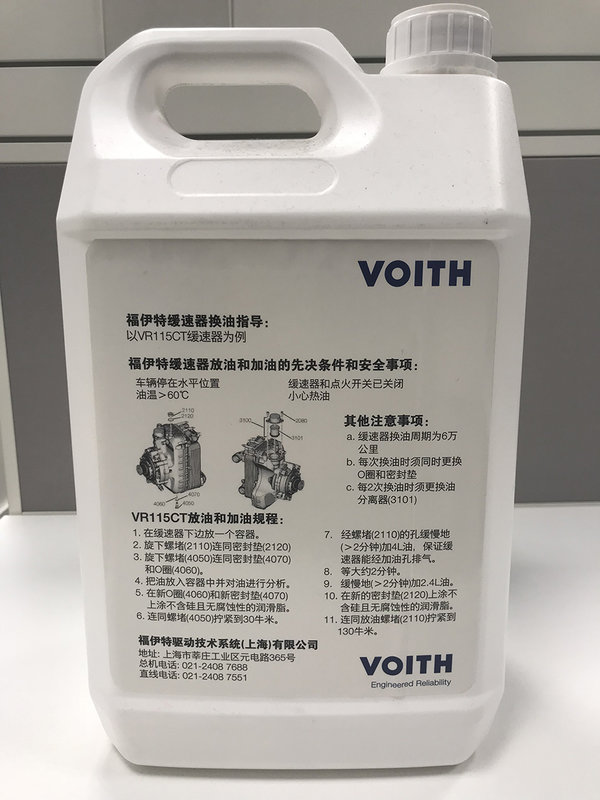 VOITH
福伊特缓速器换油指导：
以VR115CT缓速器为例
福伊特缓速器放油和加油的先决条件和安全事项：
车辆停在水平位置
油温＞60℃
缓速器和点火开关已关闭
小心热油
2110
2120
4070
4060
4050
3100
2080
3101
其他注意事项：
a. 缓速器换油周期为6万
公里
b. 每次换油时须同时更换
O圈和密封垫
c. 每2次换油时须更换油
分离器(3101)
VR115CT放油和加油规程：
1. 在缓速器下边放一个容器。
2. 旋下螺堵(2110)连同密封垫(2120)
3. 旋下螺堵(4050)连同密封垫(4070)
和O圈(4060)。
4. 把油放入容器中并对油进行分析。
5. 在新O圈(4060)和新密封垫(4070)
上涂不含硅且无腐蚀性的润滑脂。
6. 连同螺堵(4050)拧紧到30牛米。
7. 经螺堵(2110)的孔缓慢地
(＞2分钟)加4L油，保证缓
速器能经加油孔排气。
8. 等大约2分钟。
9. 缓慢地(＞2分钟)加2.4L油。
10. 在新的密封垫(2120)上涂
不含硅且无腐蚀性的润滑脂。
11. 连同放油螺堵(2110)拧紧到
130牛米。
福伊特驱动技术系统(上海)有限公司
地址: 上海市莘庄工业区元电路365号
总机电话: 021-2408 7688
直线电话: 021-2408 7551
VOITH
Engineered Reliability